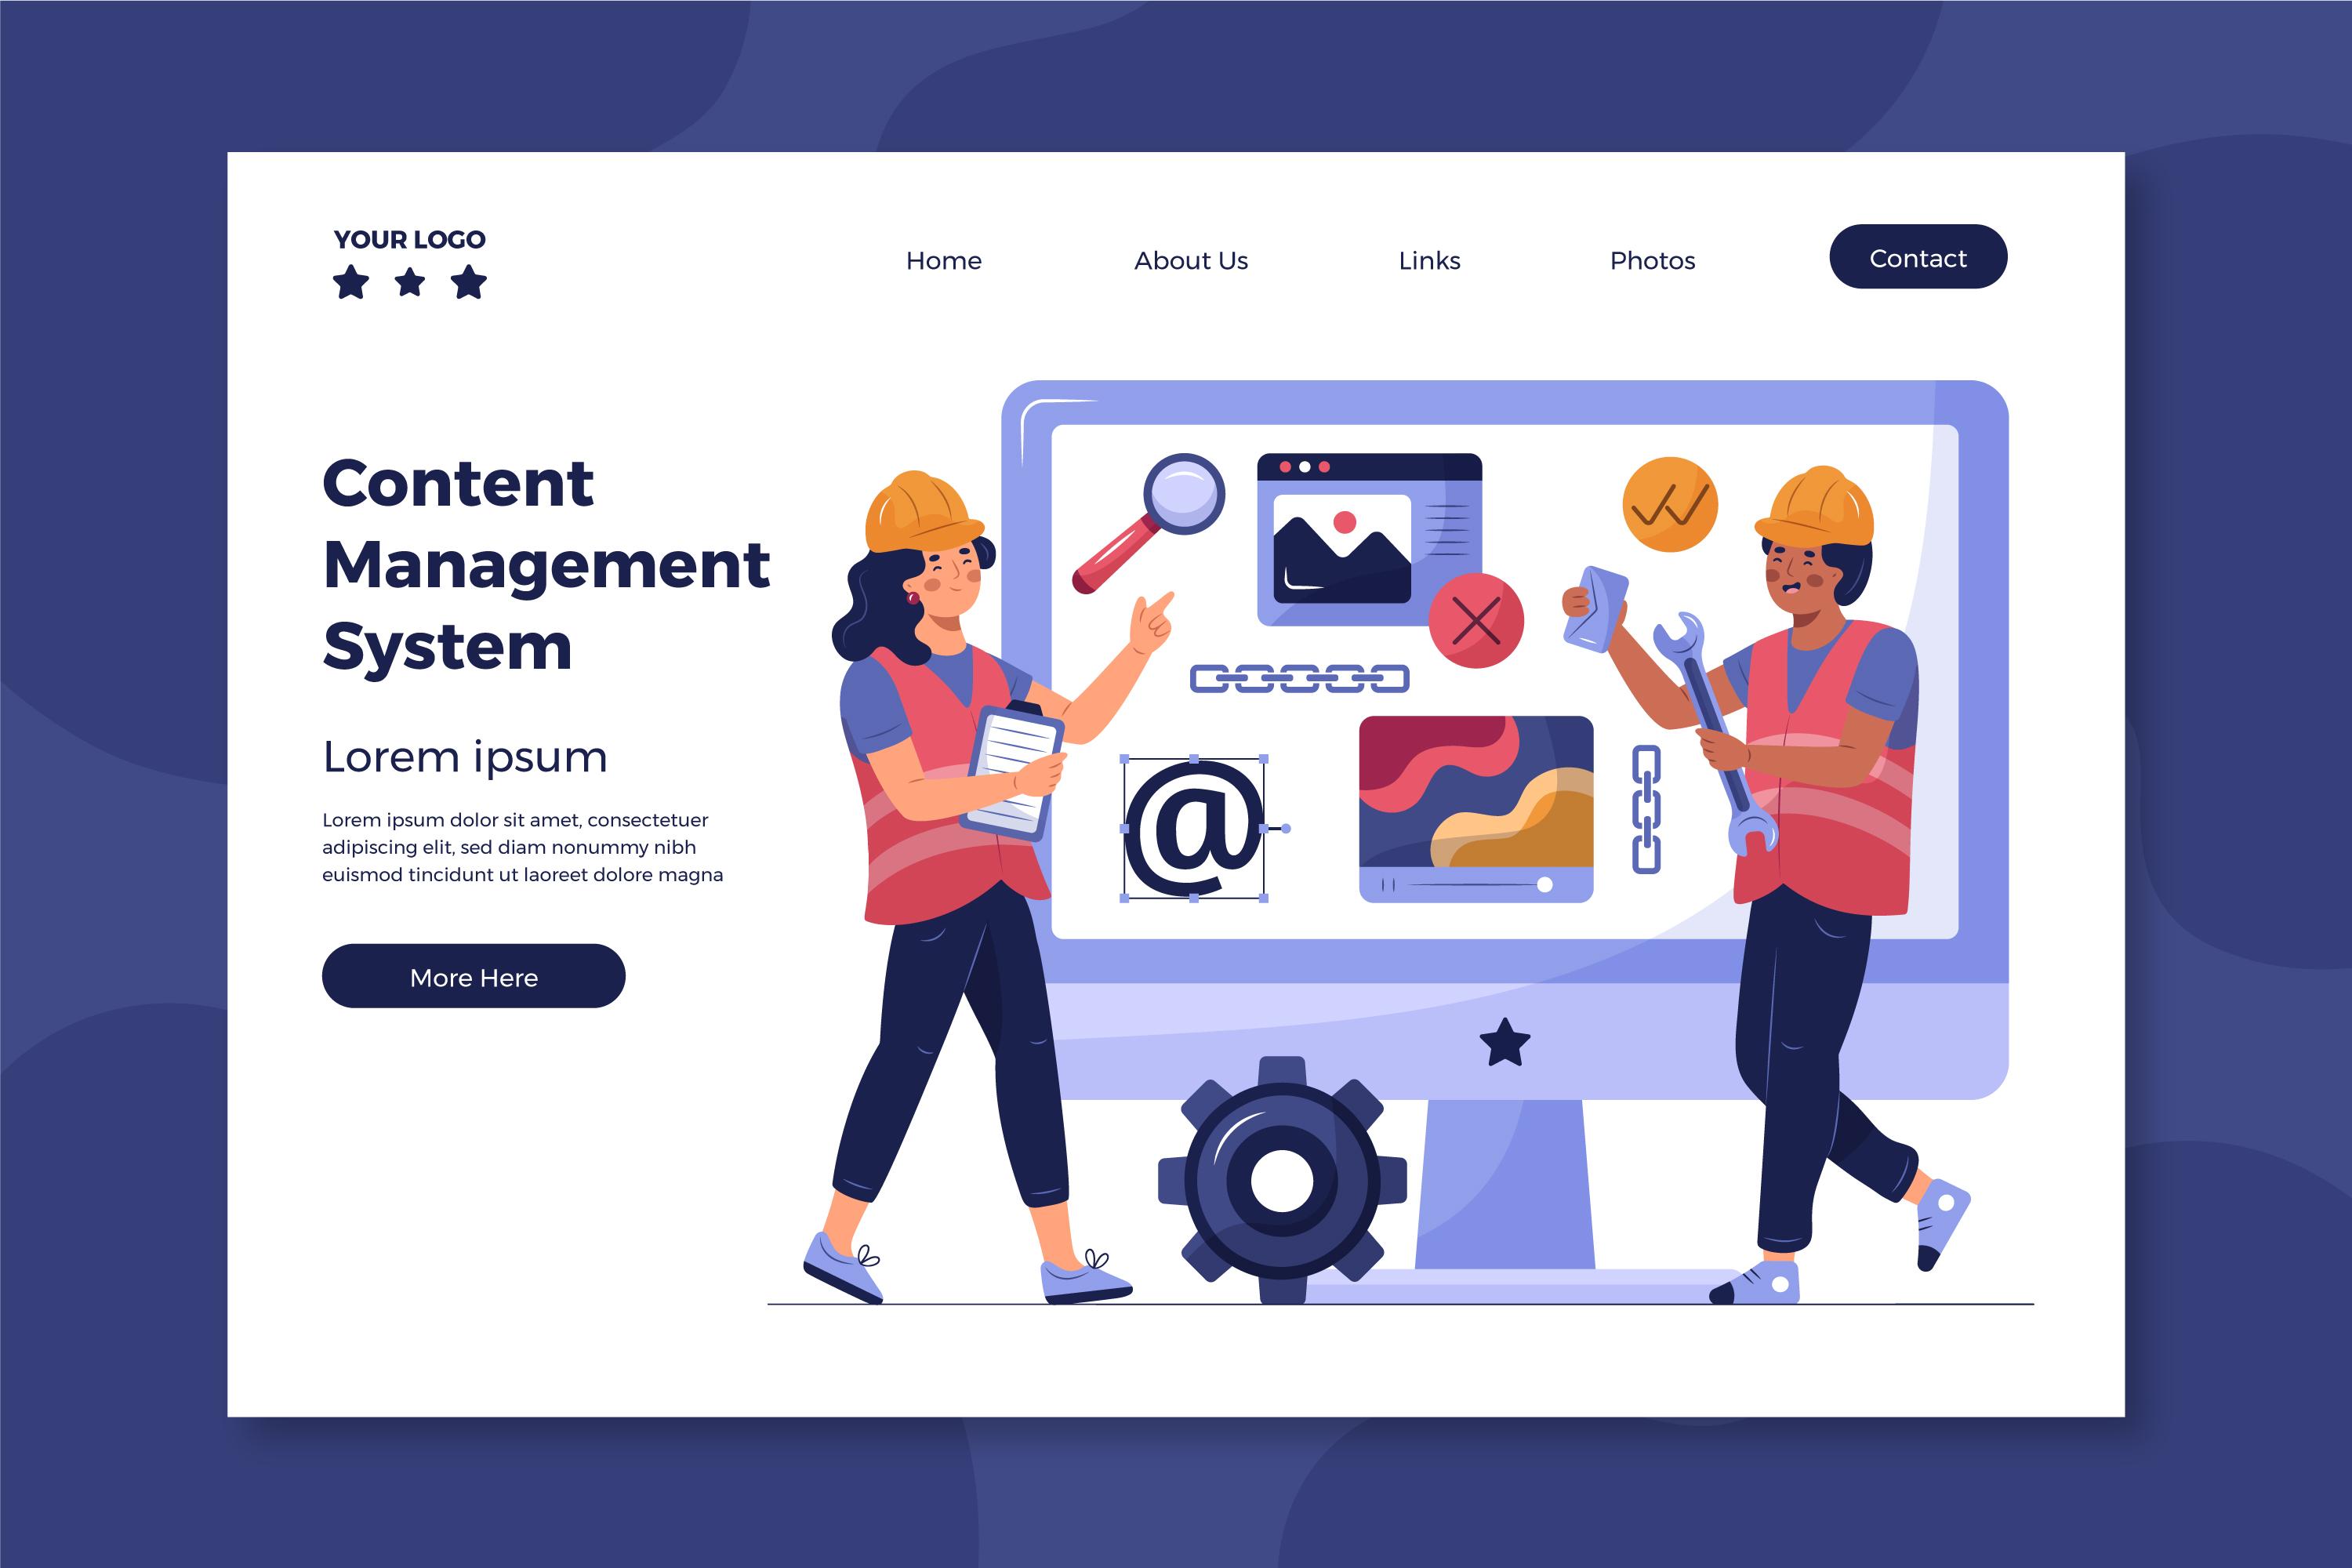 YOUR LOGO
Home
About Us
Links
Photos
Contact
Content
Management
System
Lorem ipsum
Lorem ipsum dolor sit amet, consectetuer
adipiscing elit, sed diam nonummy nibh
euismod tincidunt ut laoreet dolore magna
More Here
@